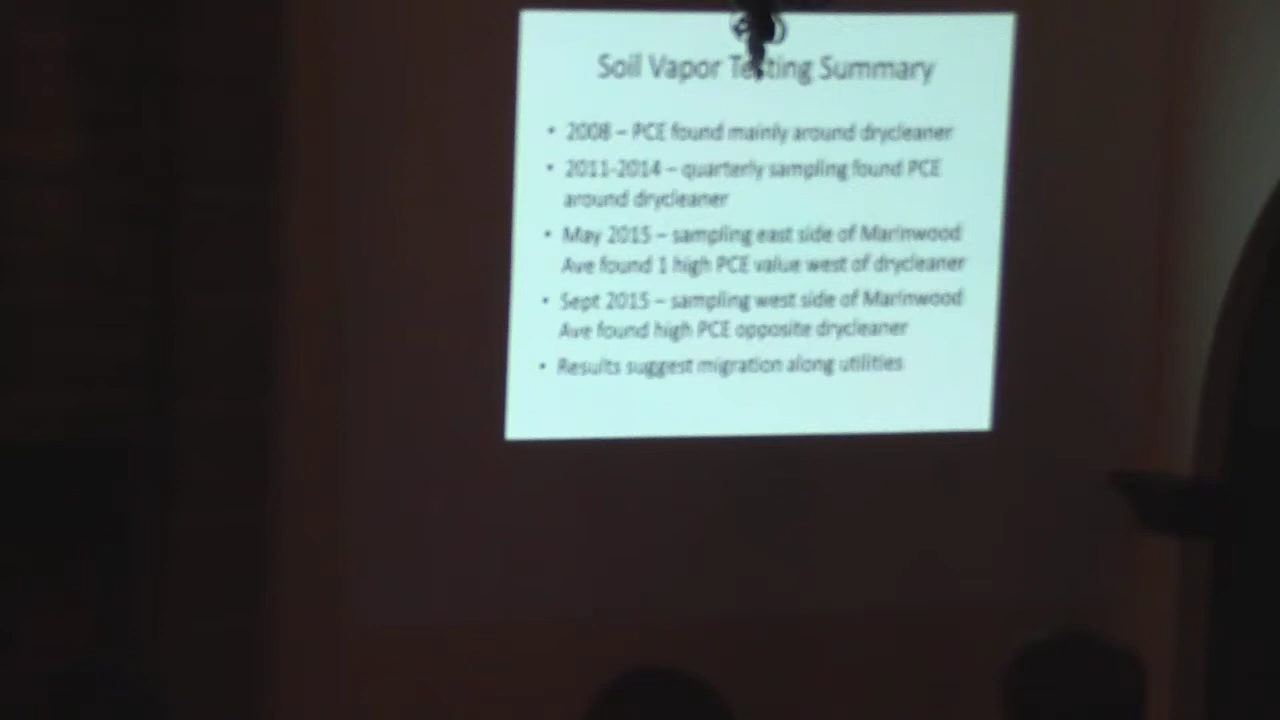 Soil Vapor Testing Summary
• 2008 – PCE found mainly around drycleaner
• 2011-2014 – quarterly sampling found PCE
around drycleaner
• May 2015 – sampling east side of Marinwood
Ave found 1 high PCE value west of drycleaner
• Sept 2015 – sampling west side of Marinwood
Ave found high PCE opposite drycleaner
• Results suggest migration along utilities